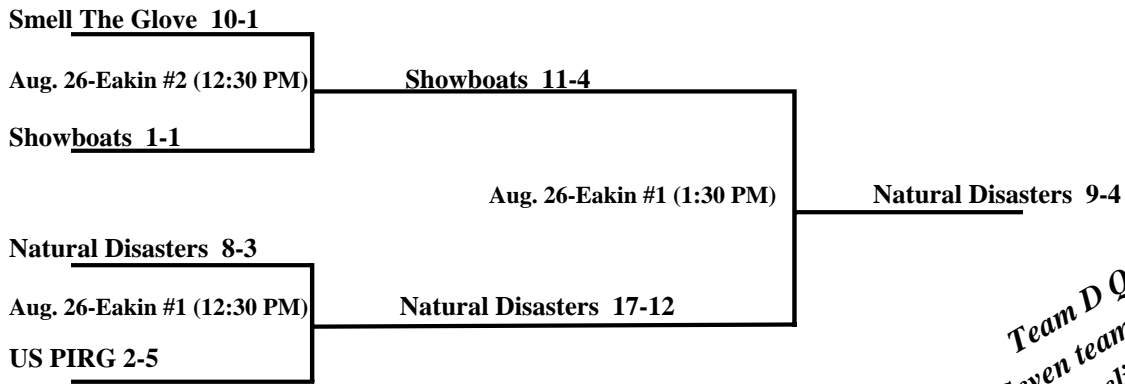 Smell The Glove 10-1
Aug. 26-Eakin #2 (12:30 PM)
Showboats 11-4
Showboats 1-1
Aug. 26-Eakin #1 (1:30 PM)
Natural Disasters 9-4
Natural Disasters 8-3
Aug. 26-Eakin #1 (12:30 PM)
Natural Disasters 17-12
US PIRG 2-5
Team D Q
team